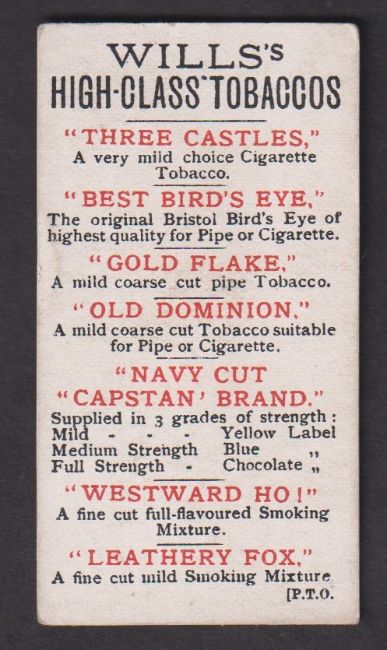 WILLS'S
HIGH-CLASS TOBACCOS
"THREE CASTLES,"
A very mild choice Cigarette
Tobacco.
"BEST BIRD'S EYE,"
The original Bristol Bird's Eye of
highest quality for Pipe or Cigarette.
"GOLD FLAKE,"
A mild coarse cut pipe Tobacco.
"OLD DOMINION,"
A mild coarse cut Tobacco suitable
for Pipe or Cigarette.
"NAVY CUT
"CAPSTAN' BRAND."
Supplied in 3 grades of strength:
Mild - - - Yellow Label
Medium Strength Blue „
Full Strength - Chocolate „
"WESTWARD HO!"
A fine cut full-flavoured Smoking
Mixture.
"LEATHERY FOX,"
A fine cut mild Smoking Mixture
[P.T.O.